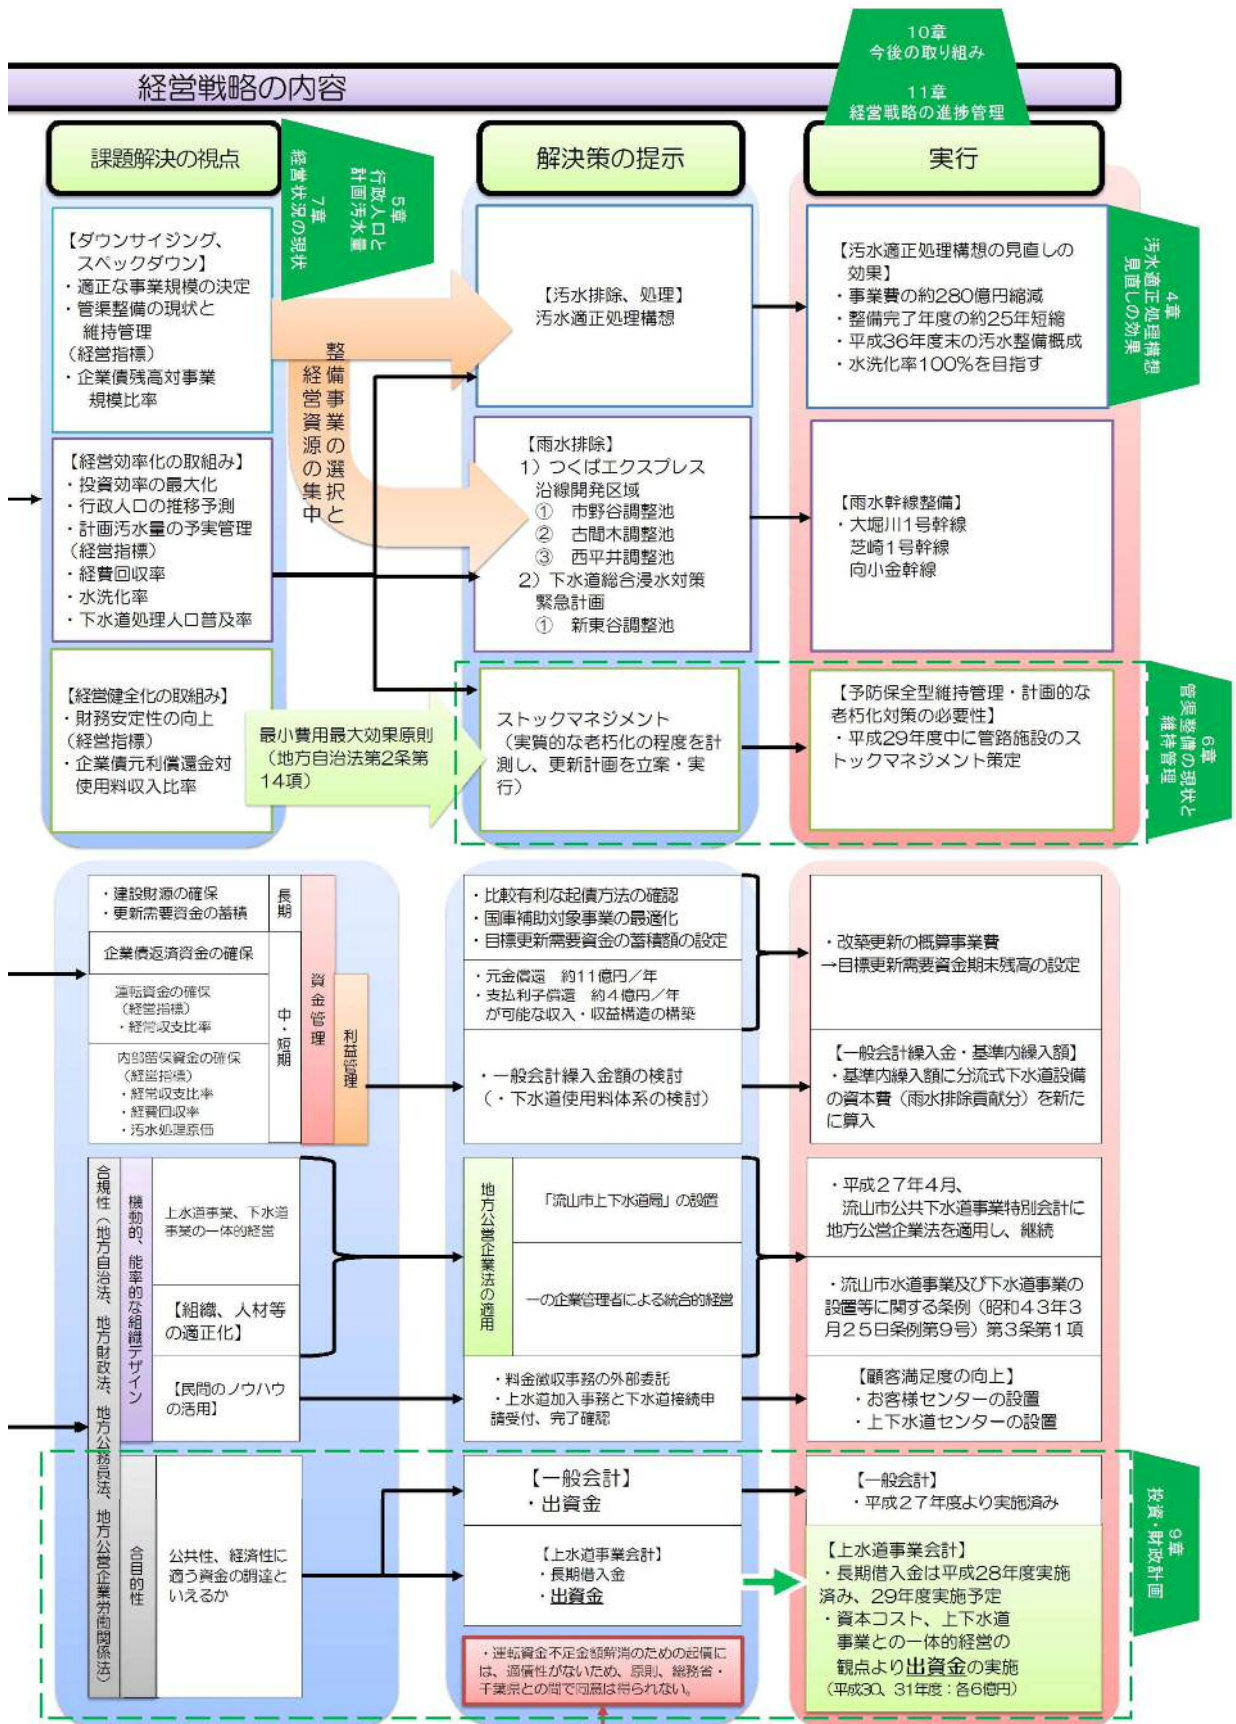 10章
今後の取り組み
11章
経営戦略の進捗管理
経営戦略の内容
課題解決の視点
5章
行政人口と
計画汚水量
7章
経営状況の現状
解決策の提示
実行
【ダウンサイジング、
スペックダウン】
・適正な事業規模の決定
・管渠整備の現状と
維持管理
(経営指標)
・企業債残高対事業
規模比率
整備事業の選択と
経営資源の集中
【汚水排除、処理】
汚水適正処理構想
【汚水適正処理構想の見直しの
効果】
・事業費の約280億円縮減
・整備完了年度の約25年短縮
・平成36年度末の汚水整備概成
・水洗化率100%を目指す
4章
汚水適正処理構想
見直しの効果
【経営効率化の取組み】
・投資効率の最大化
・行政人口の推移予測
・計画汚水量の予実管理
(経営指標)
・経費回収率
・水洗化率
・下水道処理人口普及率
【雨水排除】
1)つくばエクスプレス
沿線開発区域
① 市野谷調整池
② 古間木調整池
③ 西平井調整池
2)下水道総合浸水対策
緊急計画
① 新東谷調整池
【雨水幹線整備】
・大堀川1号幹線
芝崎1号幹線
向小金幹線
【経営健全化の取組み】
・財務安定性の向上
(経営指標)
・企業債元利償還金対
使用料収入比率
最小費用最大効果原則
(地方自治法第2条第
14項)
ストックマネジメント
(実質的な老朽化の程度を計
測し、更新計画を立案・実
行)
【予防保全型維持管理・計画的な
老朽化対策の必要性】
・平成29年度中に管路施設のス
トックマネジメント策定
6章
管渠整備の現状と
維持管理
・建設財源の確保
・更新需要資金の蓄積
長期
企業債返済資金の確保
運転資金の確保
(経営指標)
・経常収支比率
内部留保資金の確保
(経営指標)
・経常収支比率
・経費回収率
・汚水処理原価
中・短期
資金管理
利益管理
・比較有利な起債方法の確認
・国庫補助対象事業の最適化
・目標更新需要資金の蓄積額の設定
・元金償還 約11億円/年
・支払利子償還 約4億円/年
が可能な収入・収益構造の構築
・一般会計繰入金額の検討
(・下水道使用料体系の検討)
・改築更新の概算事業費
→目標更新需要資金期末残高の設定
【一般会計繰入金・基準内繰入額】
・基準内繰入額に分流式下水道設備
の資本費(雨水排除貢献分)を新た
に算入
合規性(地方自治法、地方財政法、地方公務員法、地方公営企業労働関係法)
機動的、能率的な組織デザイン
上水道事業、下水道
事業の一体的経営
【組織、人材等
の適正化】
【民間のノウハウ
の活用】
地方公営企業法の適用
「流山市上下水道局」の設置
一の企業管理者による統合的経営
・料金徴収事務の外部委託
・上水道加入事務と下水道接続申
請受付、完了確認
・平成27年4月、
流山市公共下水道事業特別会計に
地方公営企業法を適用し、継続
・流山市水道事業及び下水道事業の
設置等に関する条例(昭和43年3
月25日条例第9号)第3条第1項
【顧客満足度の向上】
・お客様センターの設置
・上下水道センターの設置
合目的性
公共性、経済性に
適う資金の調達と
いえるか
【一般会計】
・出資金
【上水道事業会計】
・長期借入金
・出資金
・運転資金不足金額解消のための起債に
は、適債性がないため、原則、総務省・
千葉県との間で同意は得られない。
【一般会計】
・平成27年度より実施済み
【上水道事業会計】
・長期借入金は平成28年度実施
済み、29年度実施予定
・資本コスト、上下水道
事業との一体的経営の
観点より出資金の実施
(平成30、31年度:各6億円)
9章
投資・財政計画